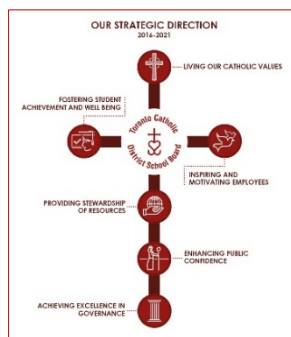 OUR STRATEGIC DIRECTION
2016-2021
LIVING OUR CATHOLIC VALUES
FOSTERING STUDENT
ACHIEVEMENT AND WELL BEING
Toronto Catholic
District School Board
INSPIRING AND
MOTIVATING EMPLOYEES
PROVIDING STEWARDSHIP
OF RESOURCES
ENHANCING PUBLIC
CONFIDENCE
ACHIEVING EXCELLENCE IN
GOVERNANCE